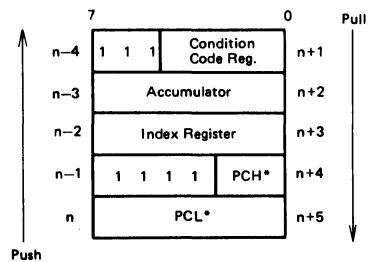 7 0
Pull
n–4 1 1 1 Condition Code Reg. n+1
n–3 Accumulator n+2
n–2 Index Register n+3
n–1 1 1 1 1 PCH* n+4
n PCL* n+5
Push